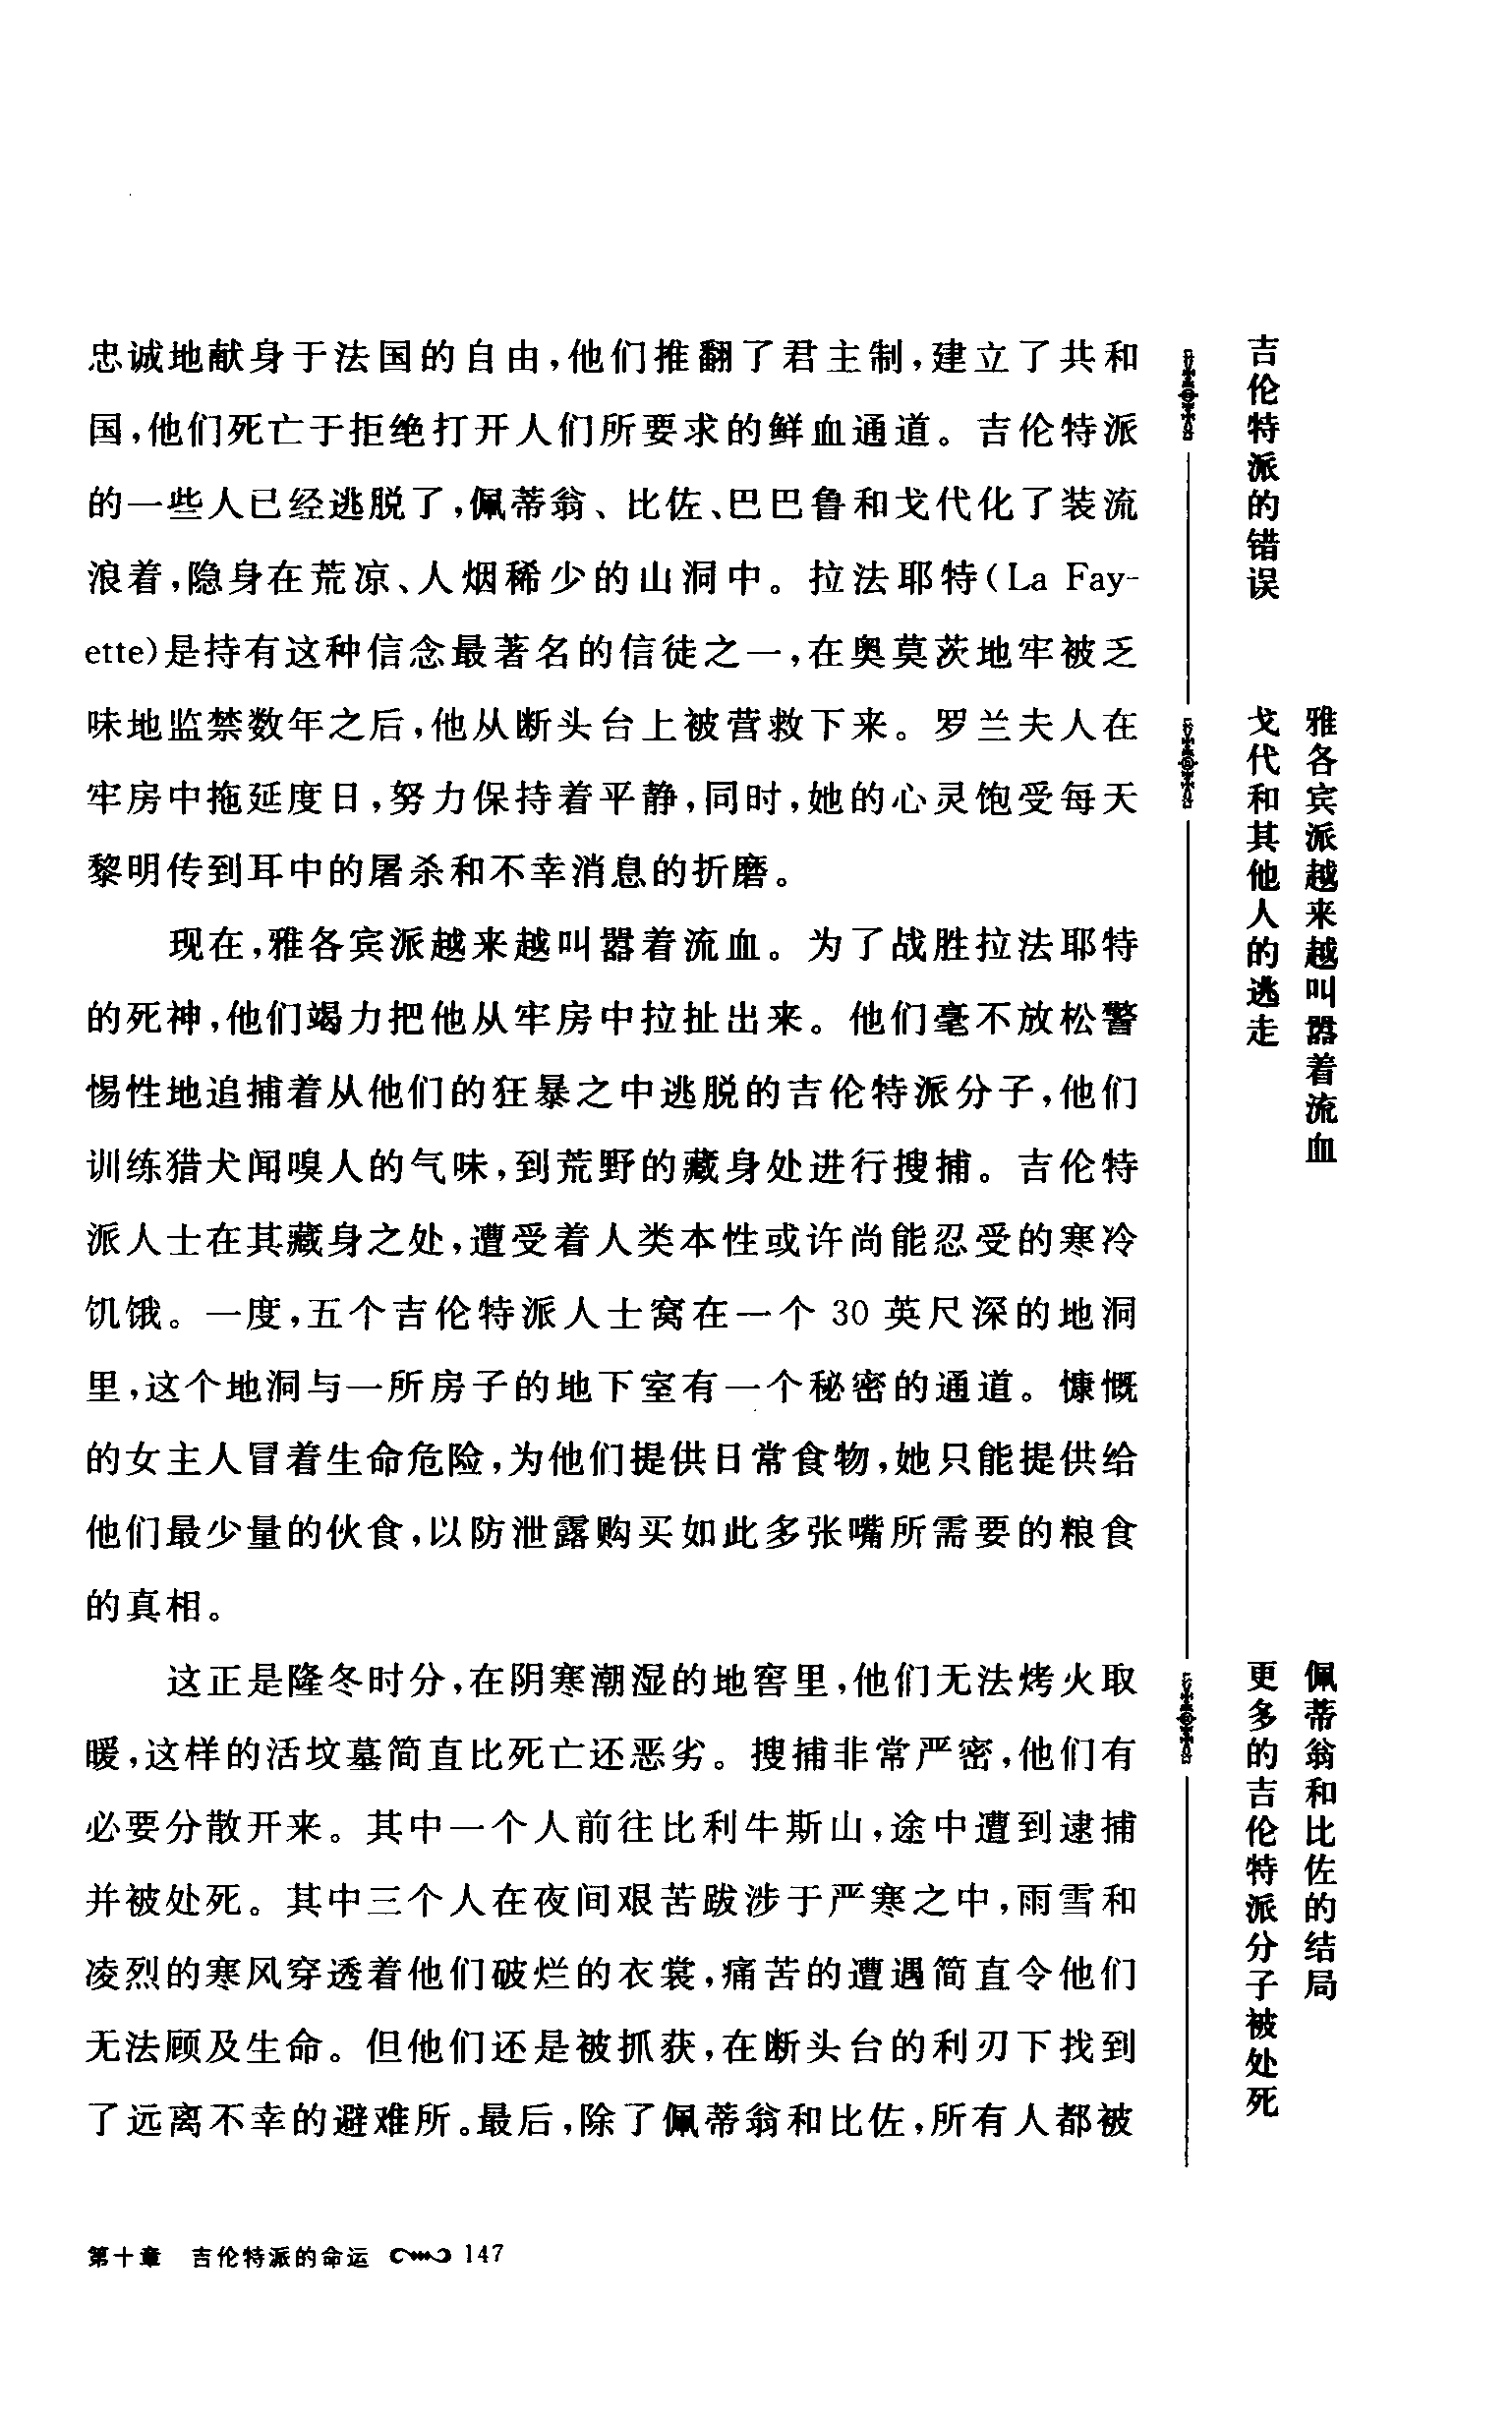 忠诚地献身于法国的自由,他们推翻了君主制,建立了共和
国,他们死亡于拒绝打开人们所要求的鲜血通道。吉伦特派
的一些人已经逃脱了,佩蒂翁、比佐、巴巴鲁和戈代化了装流
浪着,隐身在荒凉、人烟稀少的山洞中。拉法耶特(La Fay-
ette)是持有这种信念最著名的信徒之一,在奥莫茨地牢被乏
味地监禁数年之后,他从断头台上被营救下来。罗兰夫人在
牢房中拖延度日,努力保持着平静,同时,她的心灵饱受每天
黎明传到耳中的屠杀和不幸消息的折磨。
现在,雅各宾派越来越叫嚣着流血。为了战胜拉法耶特
的死神,他们竭力把他从牢房中拉扯出来。他们毫不放松警
惕性地追捕着从他们的狂暴之中逃脱的吉伦特派分子,他们
训练猎犬闻嗅人的气味,到荒野的藏身处进行搜捕。吉伦特
派人士在其藏身之处,遭受着人类本性或许尚能忍受的寒冷
饥饿。一度,五个吉伦特派人士窝在一个 30 英尺深的地洞
里,这个地洞与一所房子的地下室有一个秘密的通道。慷慨
的女主人冒着生命危险,为他们提供日常食物,她只能提供给
他们最少量的伙食,以防泄露购买如此多张嘴所需要的粮食
的真相。
这正是隆冬时分,在阴寒潮湿的地窖里,他们无法烤火取
暖,这样的活坟墓简直比死亡还恶劣。搜捕非常严密,他们有
必要分散开来。其中一个人前往比利牛斯山,途中遭到逮捕
并被处死。其中三个人在夜间艰苦跋涉于严寒之中,雨雪和
凌烈的寒风穿透着他们破烂的衣裳,痛苦的遭遇简直令他们
无法顾及生命。但他们还是被抓获,在断头台的利刃下找到
了远离不幸的避难所。最后,除了佩蒂翁和比佐,所有人都被
吉伦特派的错误
雅各宾派越来越叫嚣着流血
戈代和其他人的逃走
佩蒂翁和比佐的结局
更多的吉伦特派分子被处死
第十章 吉伦特派的命运 147